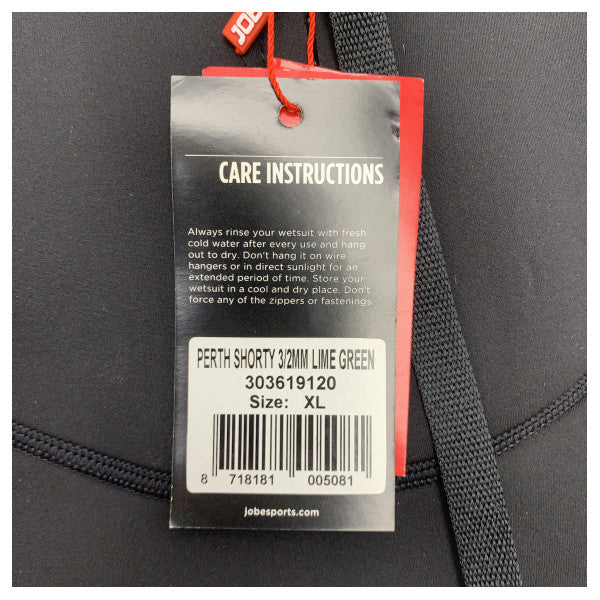 JOBE
CARE INSTRUCTIONS
Always rinse your wetsuit with fresh
cold water after every use and hang
out to dry. Don't hang it on wire
hangers or in direct sunlight for an
extended period of time. Store your
wetsuit in a cool and dry place. Don't
force any of the zippers or fastenings.
PERTH SHORTY 3/2MM LIME GREEN
303619120
Size: XL
8 718181 005081
jobesports.com